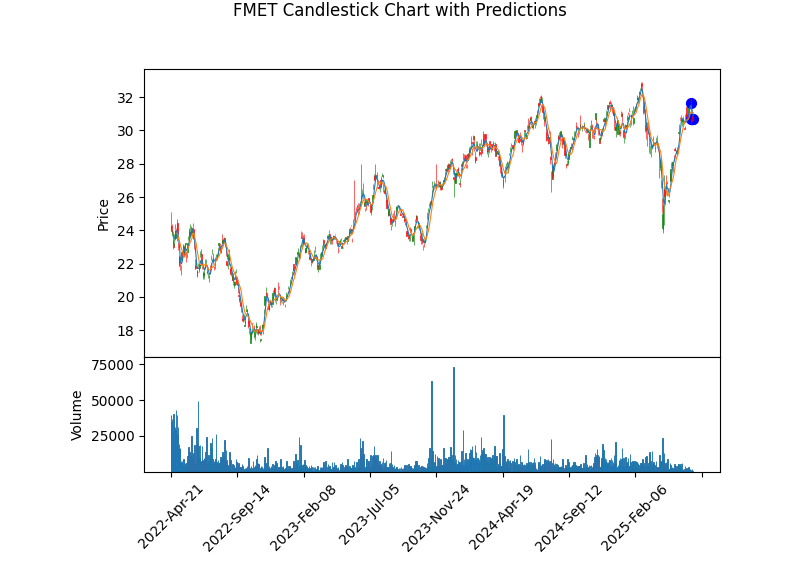 FMET Candlestick Chart with Predictions
32
30
28
26
24
22
20
18
Price
75000
50000
25000
Volume
2022-Apr-21
2022-Sep-14
2023-Feb-08
2023-Jul-05
2023-Nov-24
2024-Apr-19
2024-Sep-12
2025-Feb-06